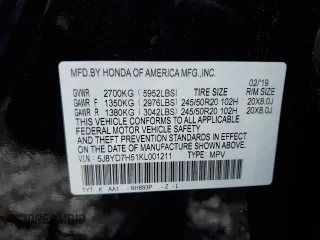 MFD.BY HONDA OF AMERICA MFG.,INC.
02/19
GVWR 2700KG (5952LBS) TIRE SIZE RIM SIZE
GAWR F 1350KG (2976LBS) 245/50R20 102H 20X8.0J
GAWR R 1380KG (3042LBS) 245/50R20 102H 20X8.0J
THIS VEHICLE CONFORMS TO ALL APPLICABLE
FEDERAL MOTOR VEHICLE SAFETY AND THEFT
PREVENTION STANDARDS IN EFFECT ON THE DATE OF
MANUFACTURE SHOWN ABOVE.
5J8YD7H51KL001211 TYPE: MPV
TYT K AA1 NH893P Z - L